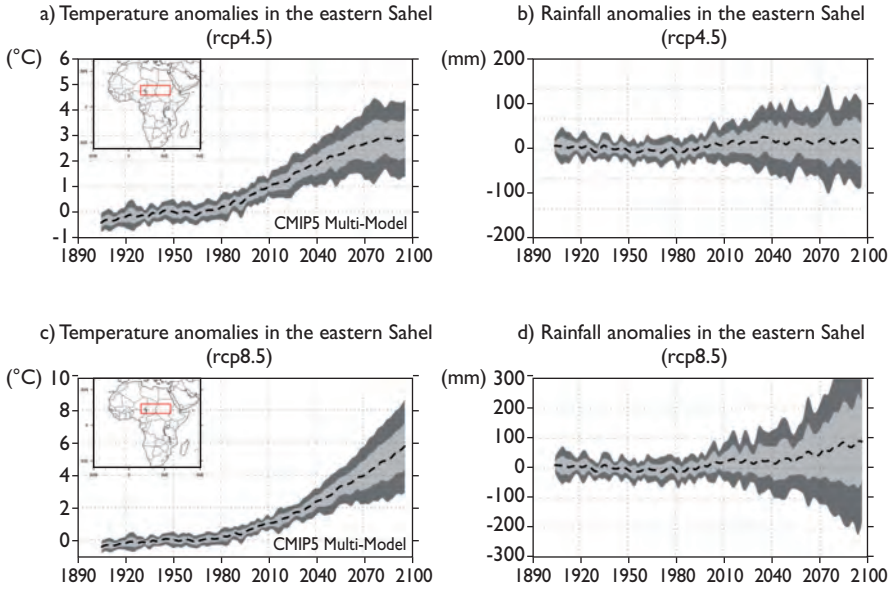 a) Temperature anomalies in the eastern Sahel
(rcp4.5)
(°C)
6
5
4
3
2
1
0
-1
CMIP5 Multi-Model
1890 1920 1950 1980 2010 2040 2070 2100
b) Rainfall anomalies in the eastern Sahel
(rcp4.5)
(mm)
200
100
0
-100
-200
1890 1920 1950 1980 2010 2040 2070 2100
c) Temperature anomalies in the eastern Sahel
(rcp8.5)
(°C)
10
8
6
4
2
0
CMIP5 Multi-Model
1890 1920 1950 1980 2010 2040 2070 2100
d) Rainfall anomalies in the eastern Sahel
(rcp8.5)
(mm)
300
200
100
0
-100
-200
-300
1890 1920 1950 1980 2010 2040 2070 2100